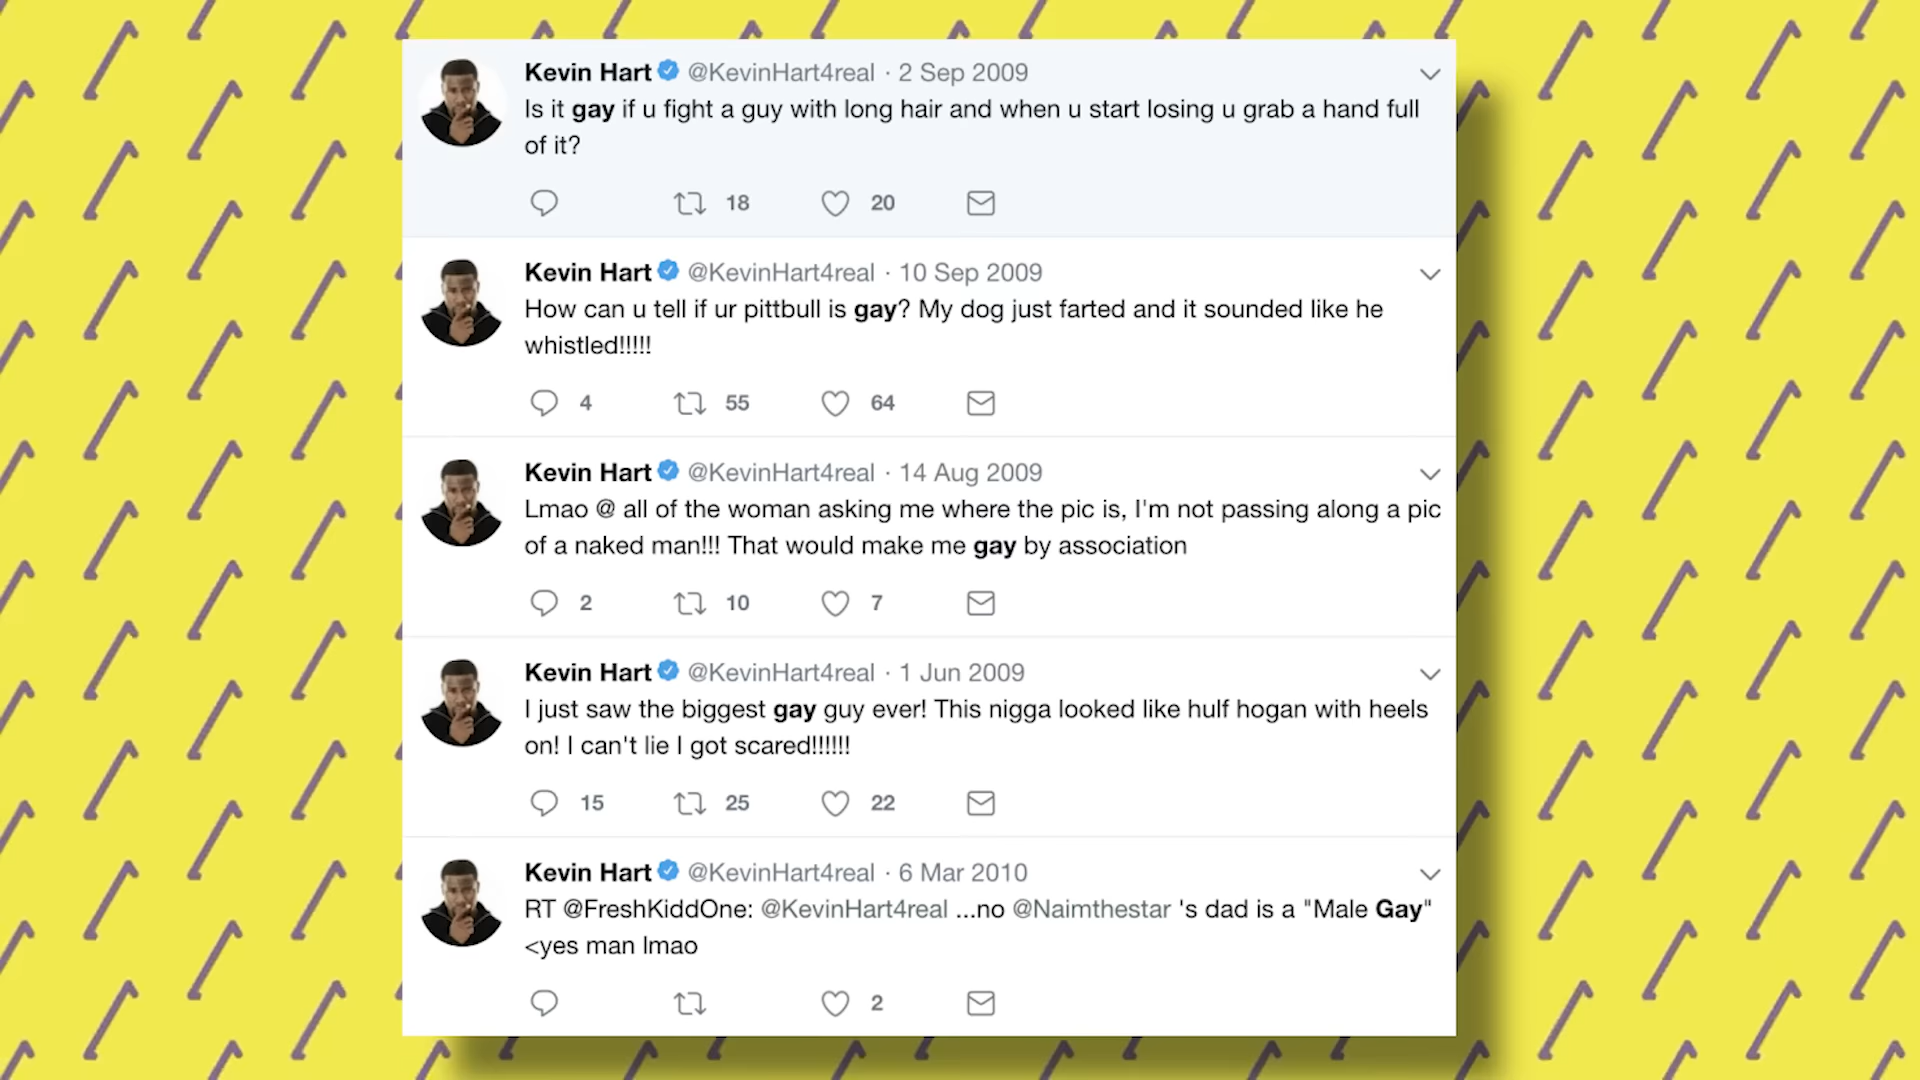 Kevin Hart @KevinHart4real · 2 Sep 2009
Is it gay if u fight a guy with long hair and when u start losing u grab a hand full
of it?
18 20
Kevin Hart @KevinHart4real · 10 Sep 2009
How can u tell if ur pittbull is gay? My dog just farted and it sounded like he
whistled!!!!!
4 55 64
Kevin Hart @KevinHart4real · 14 Aug 2009
Lmao @ all of the woman asking me where the pic is, I'm not passing along a pic
of a naked man!!! That would make me gay by association
2 10 7
Kevin Hart @KevinHart4real · 1 Jun 2009
I just saw the biggest gay guy ever! This nigga looked like hulf hogan with heels
on! I can't lie I got scared!!!!!!
15 25 22
Kevin Hart @KevinHart4real · 6 Mar 2010
RT @FreshKiddOne: @KevinHart4real ...no @Naimthestar 's dad is a "Male Gay"
<yes man lmao
2